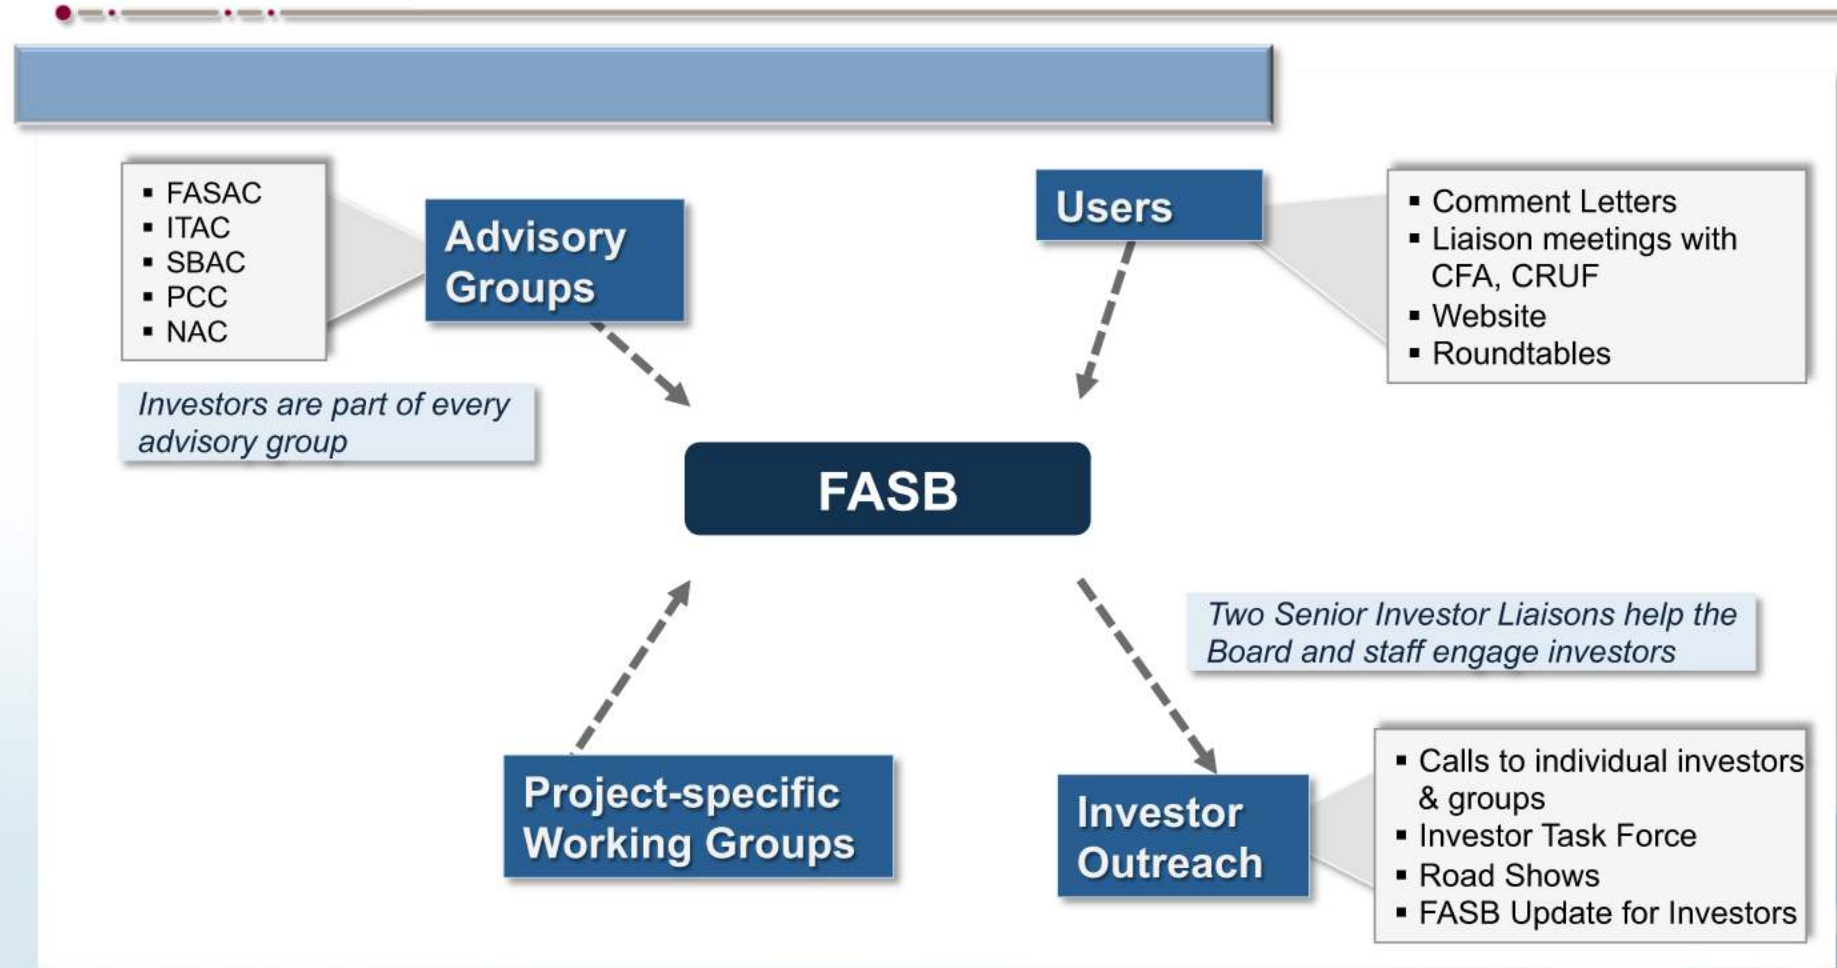 ▪ FASAC
▪ ITAC
▪ SBAC
▪ PCC
▪ NAC
Advisory
Groups
Investors are part of every
advisory group
Users
▪ Comment Letters
▪ Liaison meetings with
CFA, CRUF
▪ Website
▪ Roundtables
FASB
Two Senior Investor Liaisons help the
Board and staff engage investors
Project-specific
Working Groups
Investor
Outreach
▪ Calls to individual investors
& groups
▪ Investor Task Force
▪ Road Shows
▪ FASB Update for Investors